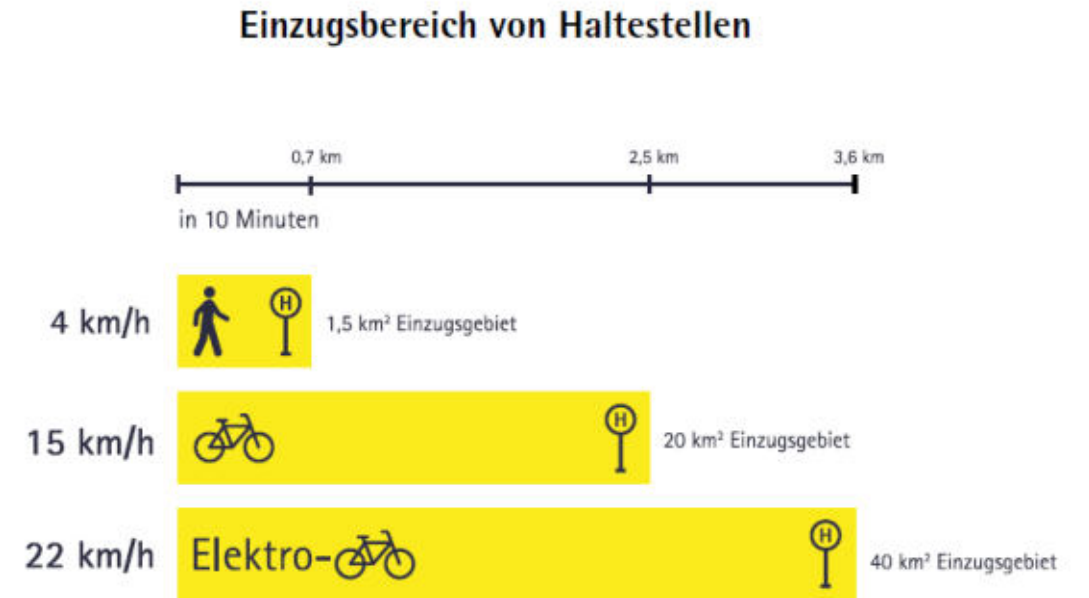 Einzugsbereich von Haltestellen
0,7 km 2,5 km 3,6 km
in 10 Minuten
4 km/h H 1,5 km² Einzugsgebiet
15 km/h H 20 km² Einzugsgebiet
22 km/h Elektro- H 40 km² Einzugsgebiet